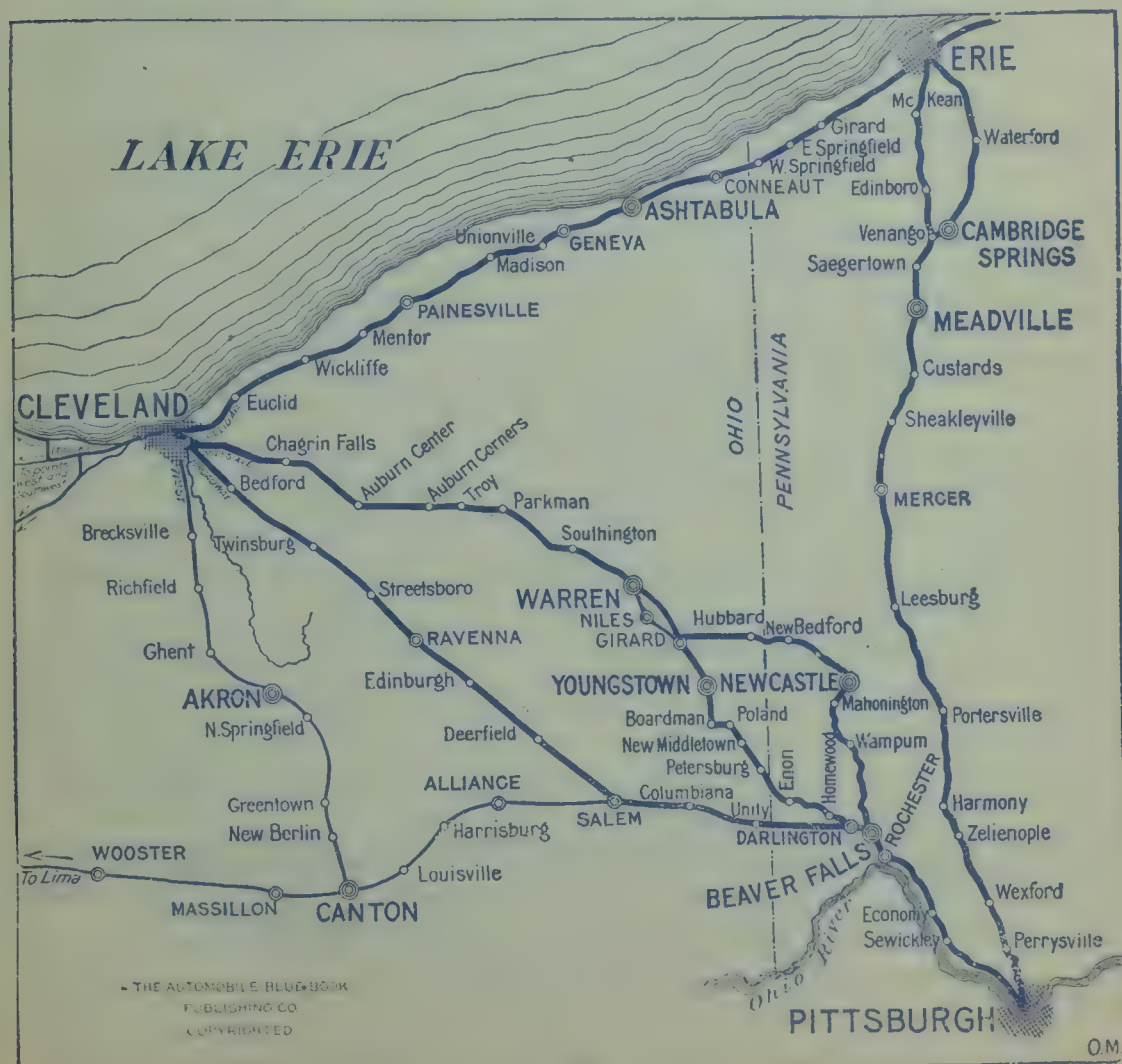 ERIE
LAKE ERIE
Mc Kean
Girard
E Springfield
W. Springfield
Waterford
CONNEAUT
Edinboro
ASHTABULA
Venango
CAMBRIDGE
SPRINGS
Unionville
GENEVA
Madison
Saegertown
PAINESVILLE
MEADVILLE
Mentor
Wickliffe
OHIO
PENNSYLVANIA
Custards
CLEVELAND
Euclid
Sheakleyville
Chagrin Falls
Auburn Center
Auburn Corners
Troy
Bedford
Parkman
MERCER
Brecksville
Twinsburg
Southington
Richfield
Streetsboro
WARREN
NILES
GIRARD
Hubbard
New Bedford
Leesburg
Ghent
RAVENNA
Edinburgh
AKRON
YOUNGSTOWN
NEWCASTLE
Mahonington
N. Springfield
Boardman
Poland
Portersville
Deerfield
New Middletown
Wampum
Petersburg
Enon
Homewood
ROCHESTER
Greentown
ALLIANCE
Columbiana
Harmony
SALEM
Unity
New Berlin
Harrisburg
DARLINGTON
Zelienople
WOOSTER
To Lima
Louisville
BEAVER FALLS
MASSILLON
CANTON
Economy
Wexford
Sewickley
Perrysville
Ohio River
THE AUTOMOBILE BLUE BOOK
PUBLISHING CO
COPYRIGHTED
PITTSBURGH
O.M.